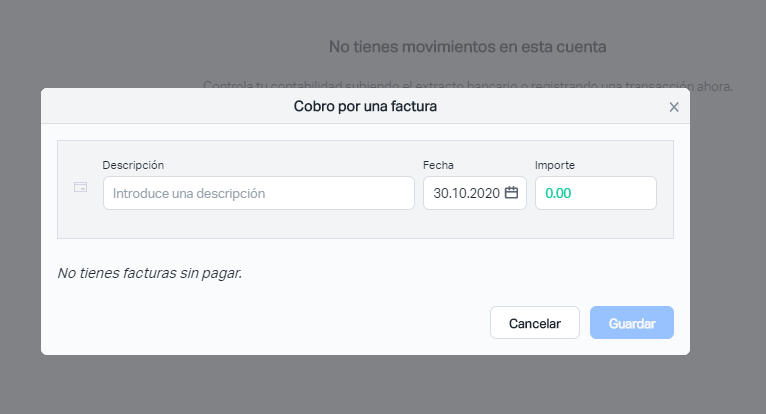 No tienes movimientos en esta cuenta
Controla tu contabilidad subiendo el extracto bancario o registrando una transacción ahora.
Cobro por una factura
Descripción Fecha Importe
Introduce una descripción 30.10.2020 0.00
No tienes facturas sin pagar.
Cancelar Guardar